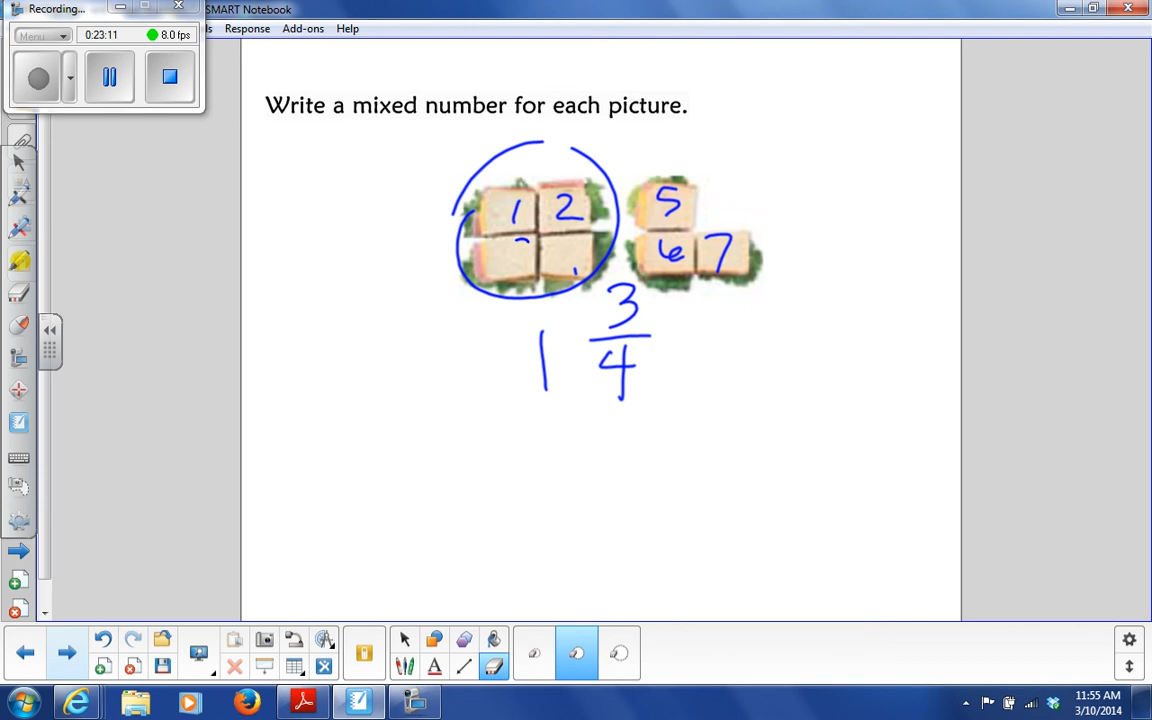 Recording...
SMART Notebook
Menu
0:23:11
8.0 fps
Response Add-ons Help
Write a mixed number for each picture.
1 2 5
6 7
3
1
4
11:55 AM
3/10/2014